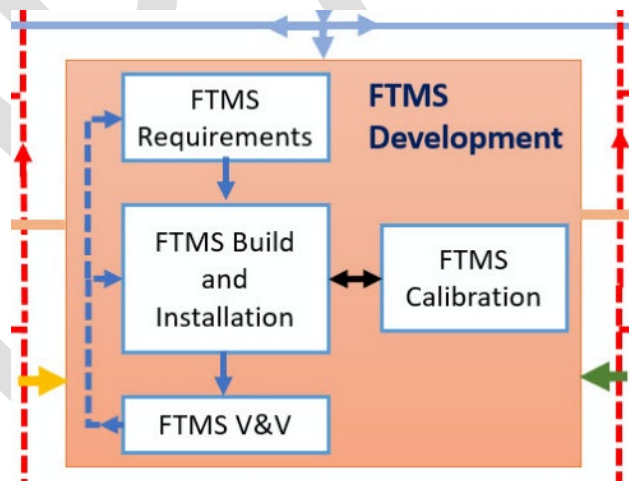 FTMS
Requirements
FTMS
Development
FTMS Build
and
Installation
FTMS
Calibration
FTMS V&V